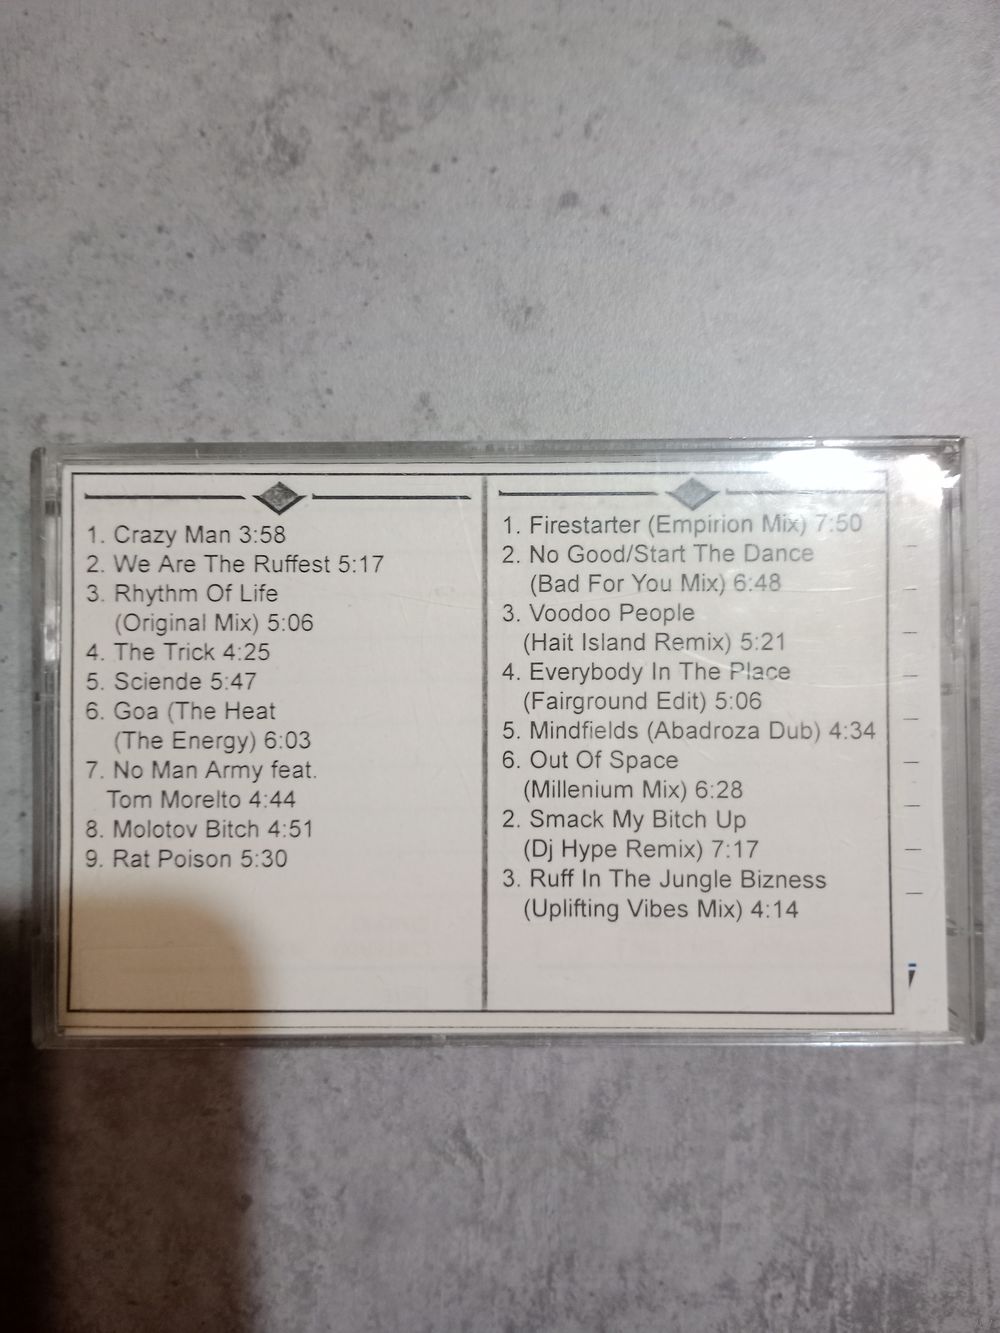 1. Crazy Man 3:58
2. We Are The Ruffest 5:17
3. Rhythm Of Life
(Original Mix) 5:06
4. The Trick 4:25
5. Sciende 5:47
6. Goa (The Heat
(The Energy) 6:03
7. No Man Army feat.
Tom Morelto 4:44
8. Molotov Bitch 4:51
9. Rat Poison 5:30
1. Firestarter (Empirion Mix) 7:50
2. No Good/Start The Dance
(Bad For You Mix) 6:48
3. Voodoo People
(Hait Island Remix) 5:21
4. Everybody In The Place
(Fairground Edit) 5:06
5. Mindfields (Abadroza Dub) 4:34
6. Out Of Space
(Millenium Mix) 6:28
2. Smack My Bitch Up
(Dj Hype Remix) 7:17
3. Ruff In The Jungle Bizness
(Uplifting Vibes Mix) 4:14